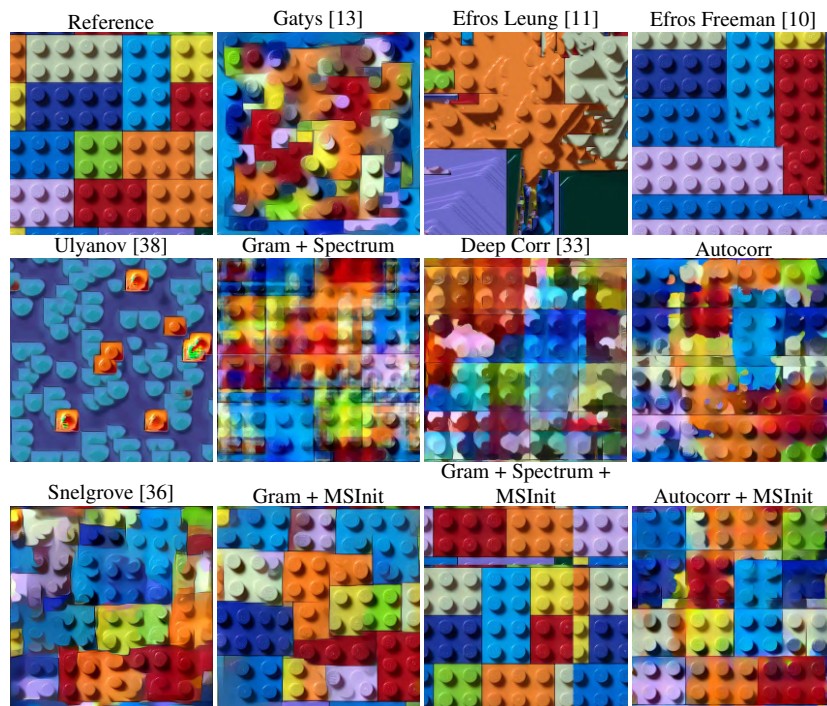 Reference
Gatys [13]
Efros Leung [11]
Efros Freeman [10]
Ulyanov [38]
Gram + Spectrum
Deep Corr [33]
Autocorr
Snelgrove [36]
Gram + MSInit
Gram + Spectrum +
MSInit
Autocorr + MSInit